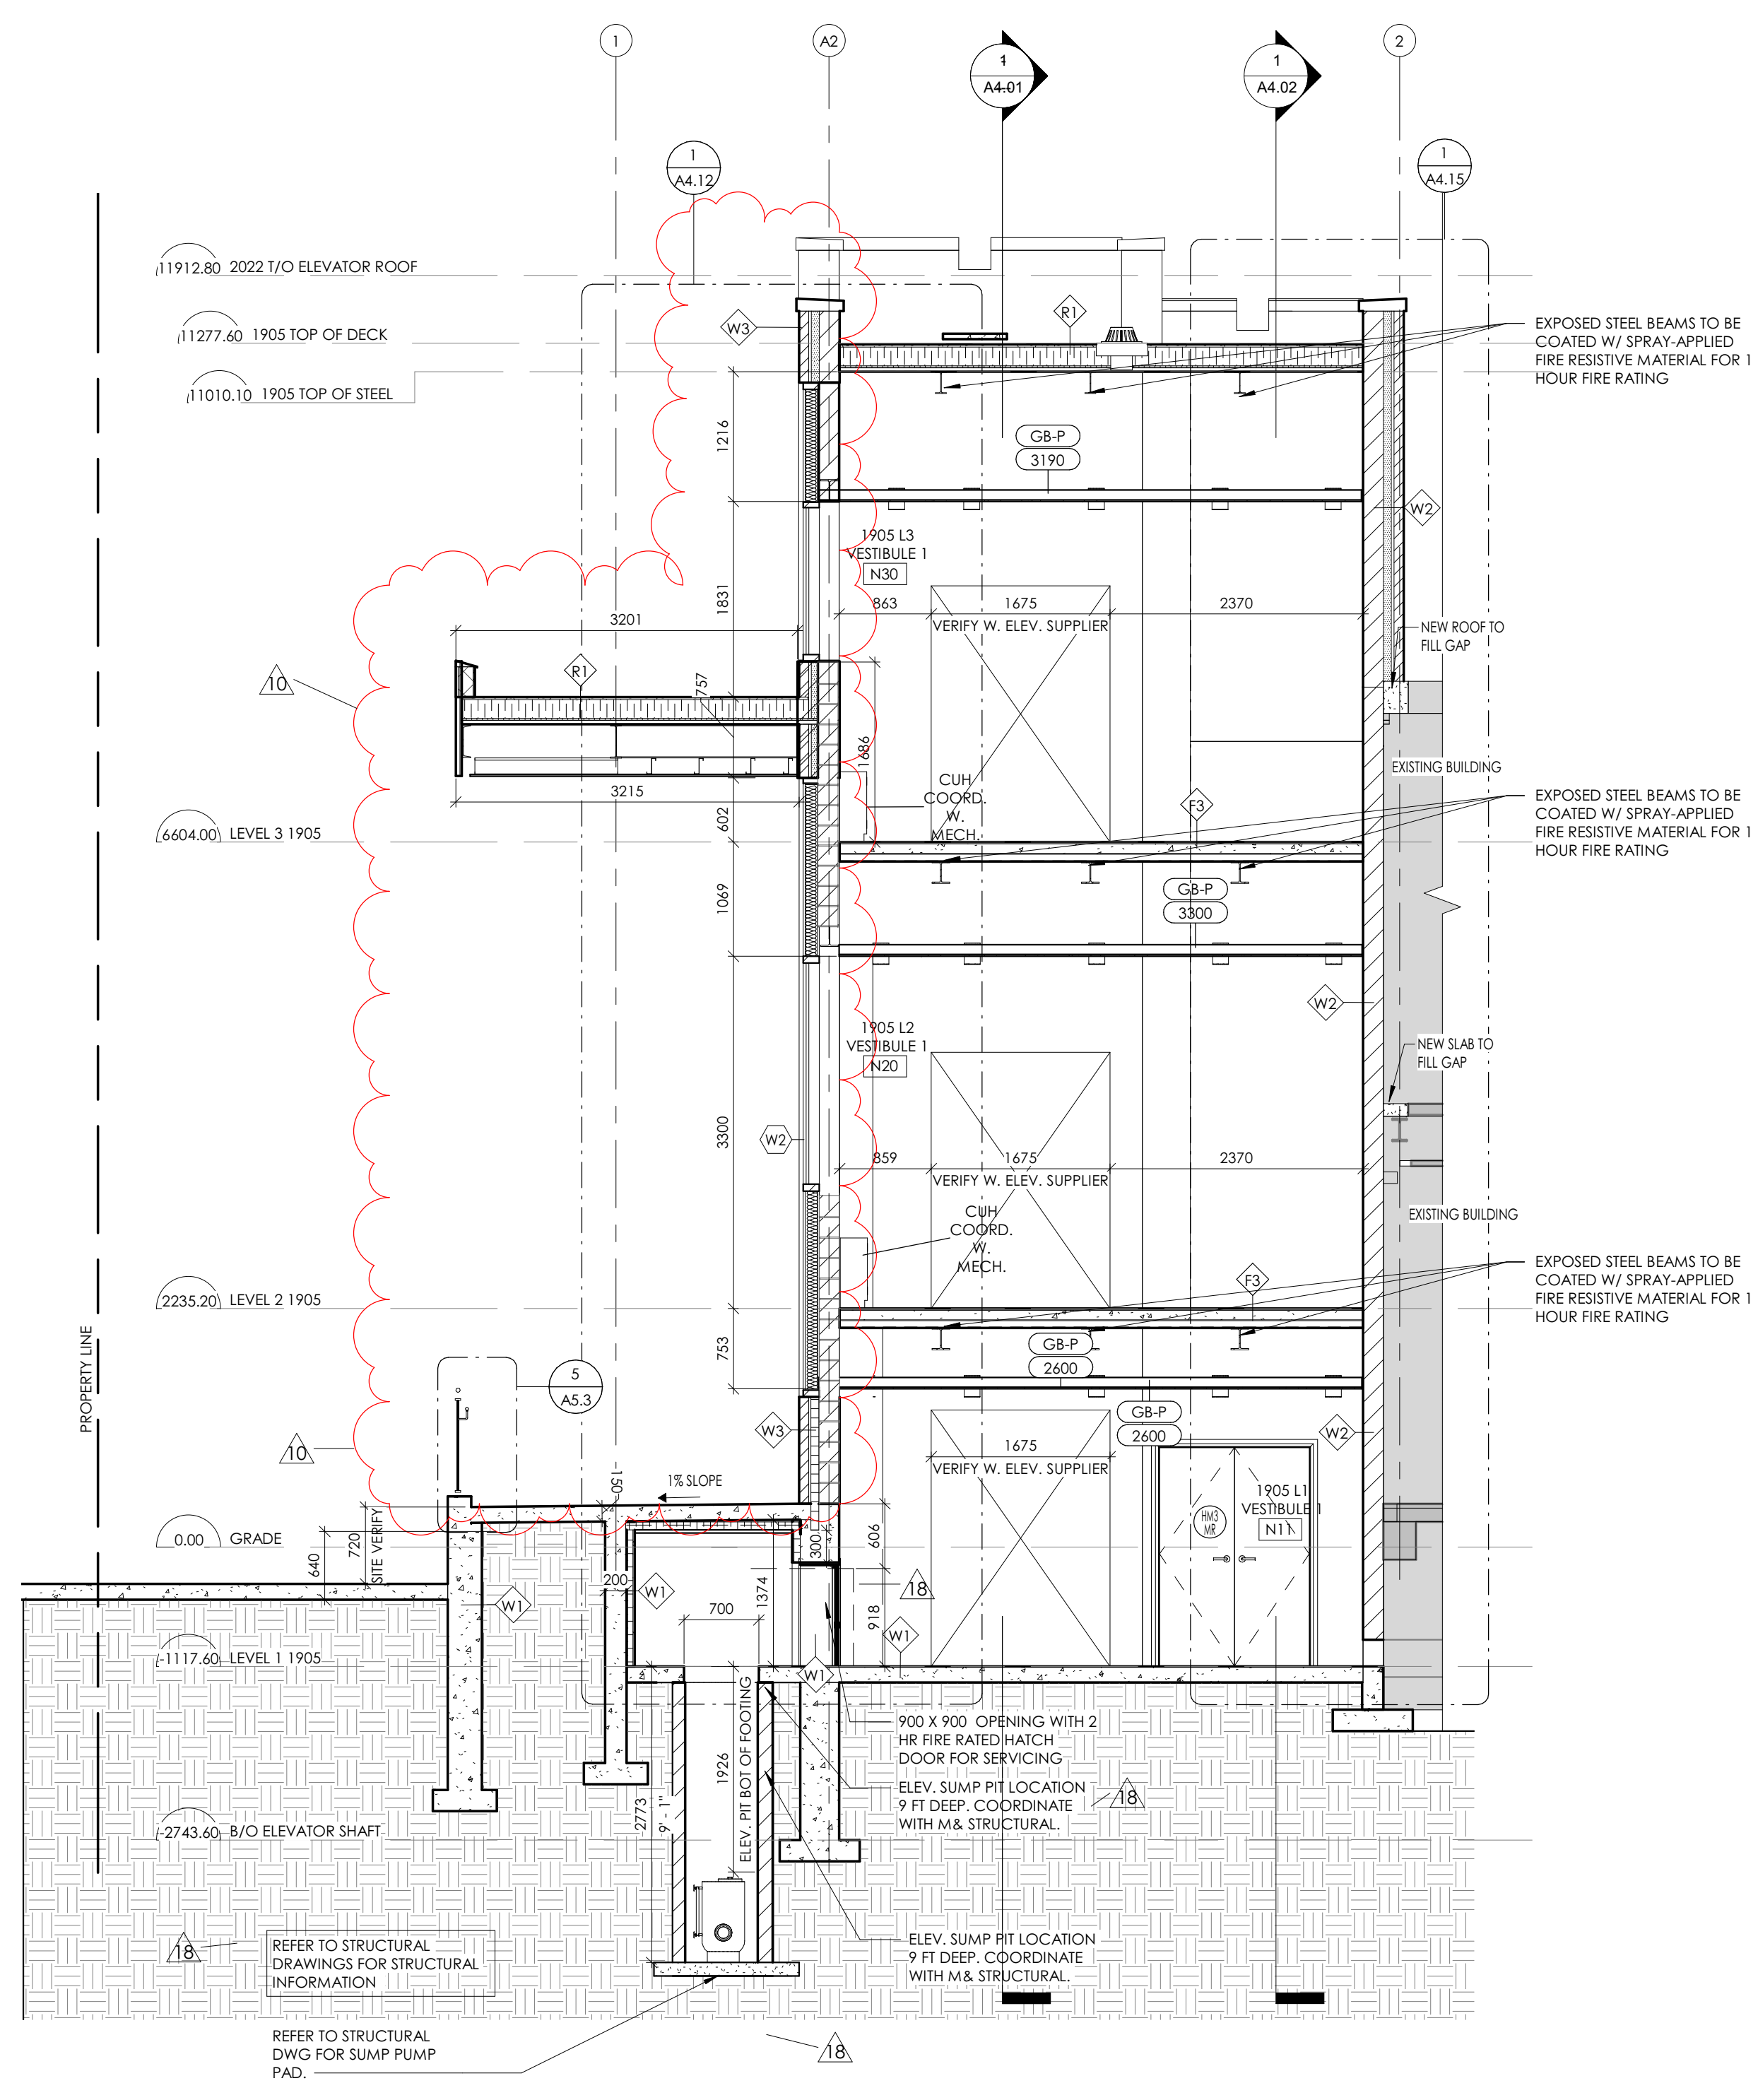 1
A2
1
A4.01
1
A4.02
2
1
A4.12
1
A4.15
11912.80 2022 T/O ELEVATOR ROOF
11277.60 1905 TOP OF DECK
11010.10 1905 TOP OF STEEL
W3
R1
EXPOSED STEEL BEAMS TO BE
COATED W/ SPRAY-APPLIED
FIRE RESISTIVE MATERIAL FOR 1
HOUR FIRE RATING
1216
GB-P
3190
W2
1905 L3
VESTIBULE 1
N30
1831
863
1675
2370
VERIFY W. ELEV. SUPPLIER
3201
NEW ROOF TO
FILL GAP
10
R1
757
1686
EXISTING BUILDING
3215
602
CUH
COORD.
W.
MECH.
F3
EXPOSED STEEL BEAMS TO BE
COATED W/ SPRAY-APPLIED
FIRE RESISTIVE MATERIAL FOR 1
HOUR FIRE RATING
6604.00 LEVEL 3 1905
1069
GB-P
3300
W2
1905 L2
VESTIBULE 1
N20
NEW SLAB TO
FILL GAP
3300
W2
859
1675
2370
VERIFY W. ELEV. SUPPLIER
CUH
COORD.
W.
MECH.
EXISTING BUILDING
F3
EXPOSED STEEL BEAMS TO BE
COATED W/ SPRAY-APPLIED
FIRE RESISTIVE MATERIAL FOR 1
HOUR FIRE RATING
2235.20 LEVEL 2 1905
753
GB-P
2600
PROPERTY LINE
5
A5.3
GB-P
2600
W3
W2
10
1675
VERIFY W. ELEV. SUPPLIER
1% SLOPE
150
1905 L1
VESTIBULE 1
N11
HM3
MR
0.00 GRADE
720
SITE VERIFY
640
300
606
200
W1
W1
700
1374
18
918
W1
-1117.60 LEVEL 1 1905
W1
900 X 900 OPENING WITH 2
HR FIRE RATED HATCH
DOOR FOR SERVICING
ELEV. SUMP PIT LOCATION
9 FT DEEP. COORDINATE
WITH M& STRUCTURAL.
18
1926
ELEV. PIT BOT OF FOOTING
2773
9' - 1"
-2743.60 B/O ELEVATOR SHAFT
18
REFER TO STRUCTURAL
DRAWINGS FOR STRUCTURAL
INFORMATION
ELEV. SUMP PIT LOCATION
9 FT DEEP. COORDINATE
WITH M& STRUCTURAL.
REFER TO STRUCTURAL
DWG FOR SUMP PUMP
PAD.
18